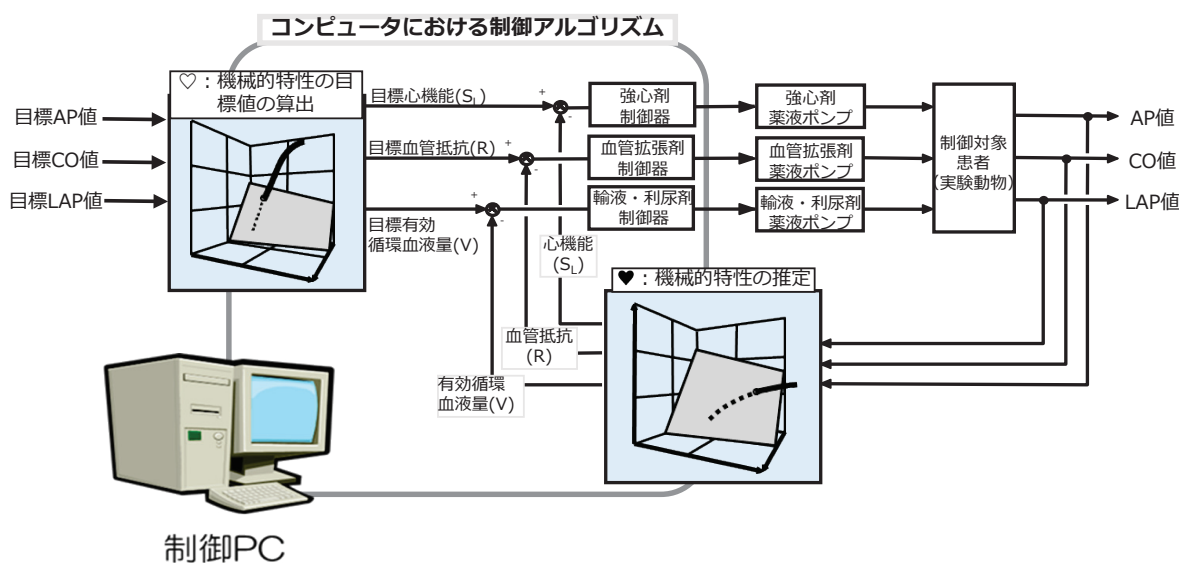 コンピュータにおける制御アルゴリズム
♡：機械的特性の目
標値の算出
目標AP値
目標CO値
目標LAP値
目標心機能(SL)
目標血管抵抗(R)
目標有効
循環血液量(V)
+
-
+
-
+
-
強心剤
制御器
血管拡張剤
制御器
輸液・利尿剤
制御器
強心剤
薬液ポンプ
血管拡張剤
薬液ポンプ
輸液・利尿剤
薬液ポンプ
制御対象
患者
(実験動物)
AP値
CO値
LAP値
心機能
(SL)
血管抵抗
(R)
有効循環
血液量(V)
♥：機械的特性の推定
制御PC